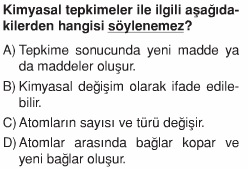 Kimyasal tepkimeler ile ilgili aşağıda-
kilerden hangisi söylenemez?
A) Tepkime sonucunda yeni madde ya
da maddeler oluşur.
B) Kimyasal değişim olarak ifade edile-
bilir.
C) Atomların sayısı ve türü değişir.
D) Atomlar arasında bağlar kopar ve
yeni bağlar oluşur.